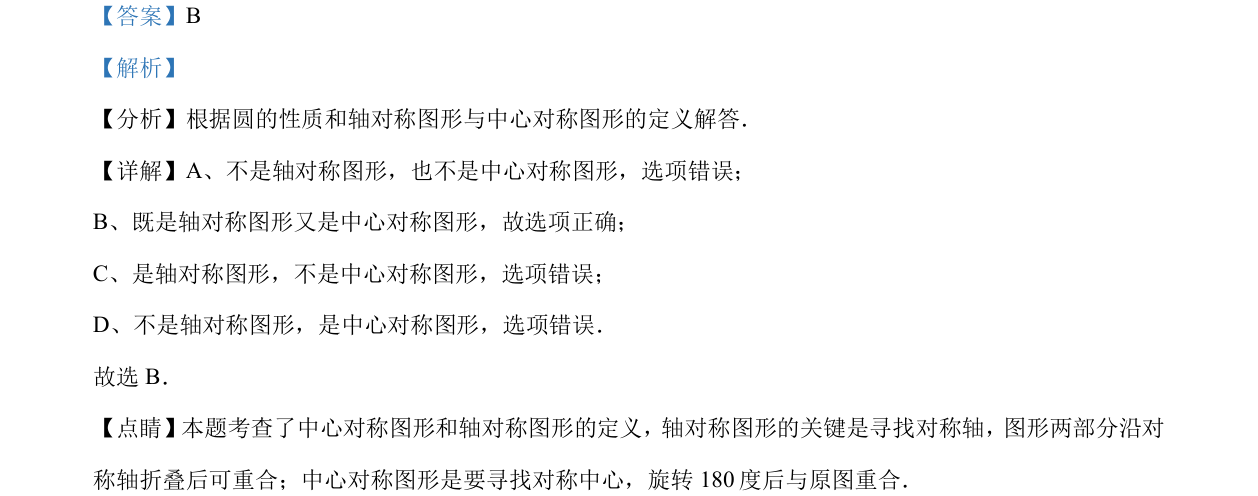 【答案】B
【解析】
【分析】根据圆的性质和轴对称图形与中心对称图形的定义解答．
【详解】A、不是轴对称图形，也不是中心对称图形，选项错误；
B、既是轴对称图形又是中心对称图形，故选项正确；
C、是轴对称图形，不是中心对称图形，选项错误；
D、不是轴对称图形，是中心对称图形，选项错误．
故选 B．
【点睛】本题考查了中心对称图形和轴对称图形的定义，轴对称图形的关键是寻找对称轴，图形两部分沿对
称轴折叠后可重合；中心对称图形是要寻找对称中心，旋转 180 度后与原图重合．